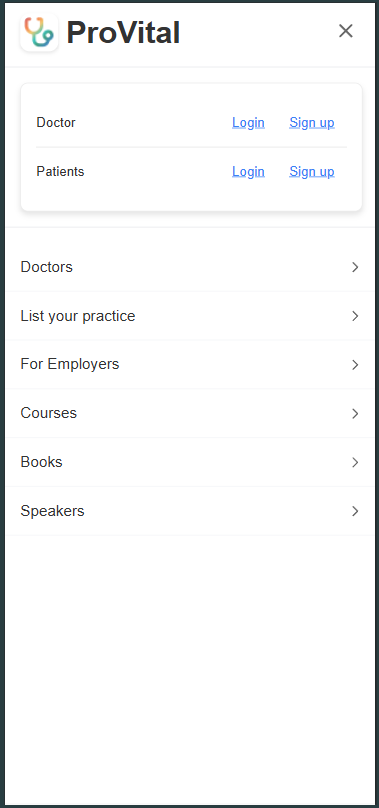 ProVital
Doctor Login Sign up
Patients Login Sign up
Doctors
List your practice
For Employers
Courses
Books
Speakers